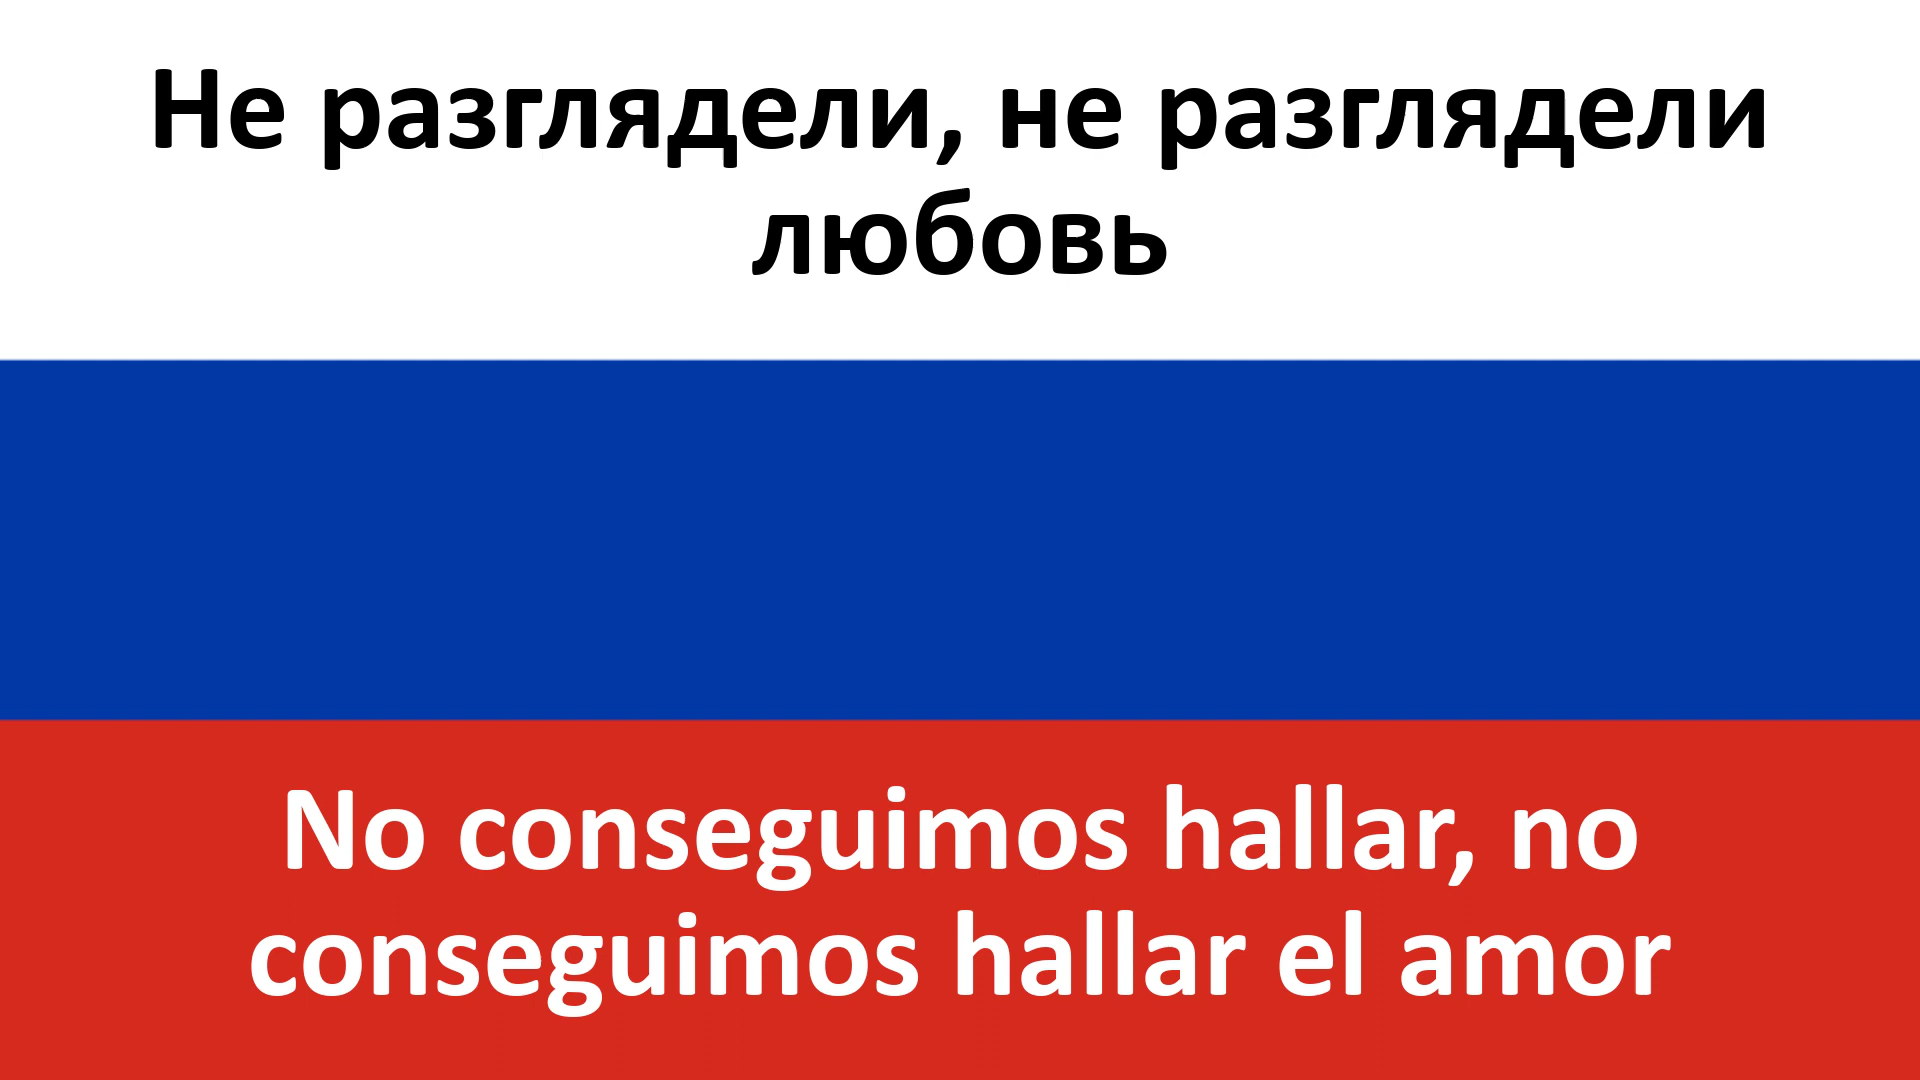 Не разглядели, не разглядели
любовь
No conseguimos hallar, no
conseguimos hallar el amor